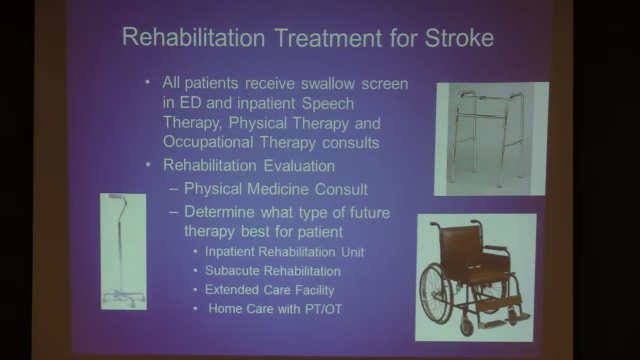 Rehabilitation Treatment for Stroke
• All patients receive swallow screen
in ED and inpatient Speech
Therapy, Physical Therapy and
Occupational Therapy consults
• Rehabilitation Evaluation
– Physical Medicine Consult
– Determine what type of future
therapy best for patient
• Inpatient Rehabilitation Unit
• Subacute Rehabilitation
• Extended Care Facility
• Home Care with PT/OT